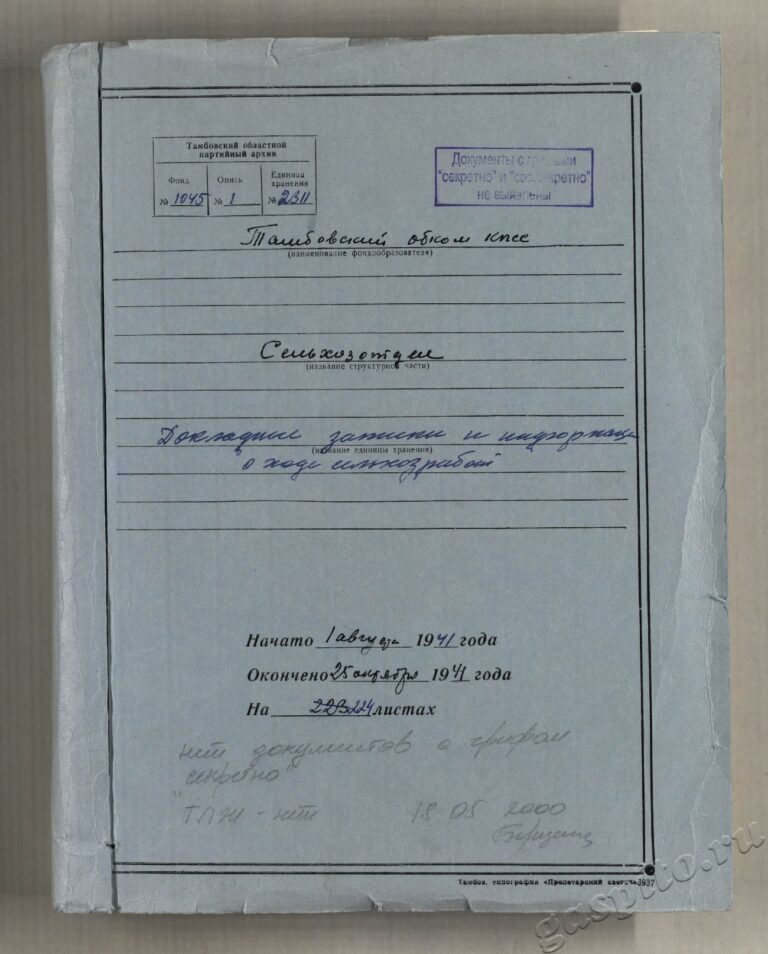 Тамбовский областной
партийный архив
Фонд
Опись
Единица
хранения
№ 1045
№ 1
№ 2311
Документы с грифами
"секретно" и "сов.секретно"
не выявлены
Тамбовский обком кпсс
(наименование фондообразователя)
Сельхозотдел
(название структурной части)
Докладные записки и информации
(название единицы хранения)
о ходе сельхозработ
Начато 1 августа 1941 года
Окончено 25 октября 1941 года
На 223 224 листах
нет документов с грифом
"секретно"
- нет 18-05 2000
Тамбов, типография «Пролетарский светоч» 3937
gaspito.ru